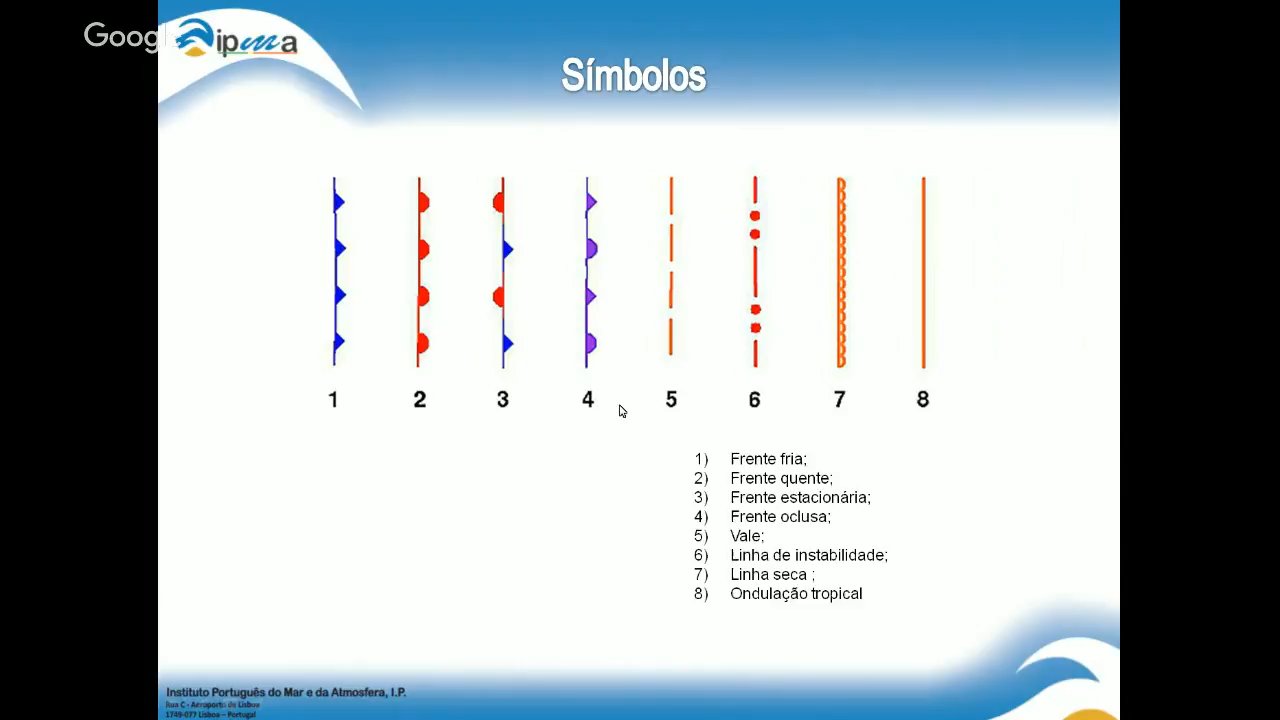 Google
ipma
Símbolos
1 2 3 4 5 6 7 8
1) Frente fria;
2) Frente quente;
3) Frente estacionária;
4) Frente oclusa;
5) Vale;
6) Linha de instabilidade;
7) Linha seca ;
8) Ondulação tropical
Instituto Português do Mar e da Atmosfera, I.P.
Rua C - Aeroporto de Lisboa
1749-077 Lisboa – Portugal